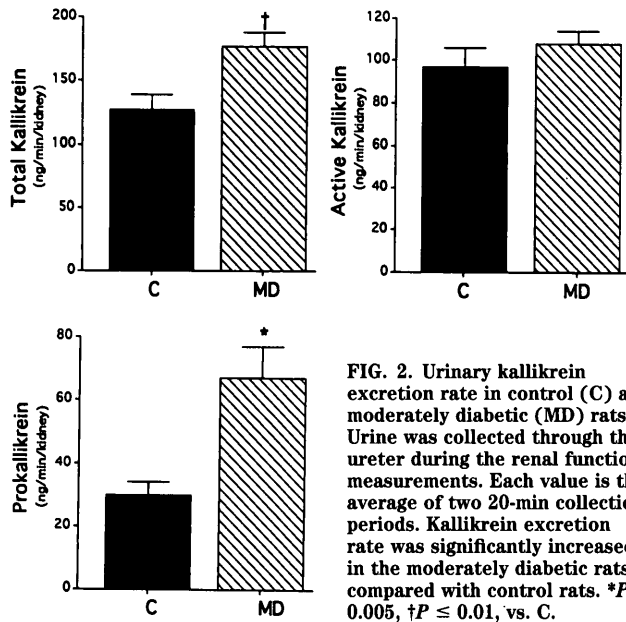 200
150
100
50
0
Total Kallikrein
(ng/min/kidney)
†
C MD
120
100
80
60
40
20
0
Active Kallikrein
(ng/min/kidney)
C MD
80
60
40
20
0
Prokallikrein
(ng/min/kidney)
*
C MD
FIG. 2. Urinary kallikrein
excretion rate in control (C) a
moderately diabetic (MD) rats
Urine was collected through th
ureter during the renal functio
measurements. Each value is th
average of two 20-min collectio
periods. Kallikrein excretion
rate was significantly increased
in the moderately diabetic rats
compared with control rats. *P
0.005, †P ≤ 0.01, vs. C.